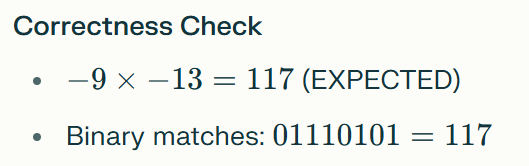 Correctness Check
• −9 × −13 = 117 (EXPECTED)
• Binary matches: 01110101 = 117